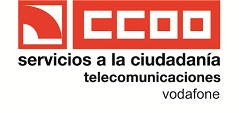 CCOO
servicios a la ciudadanía
telecomunicaciones
vodafone